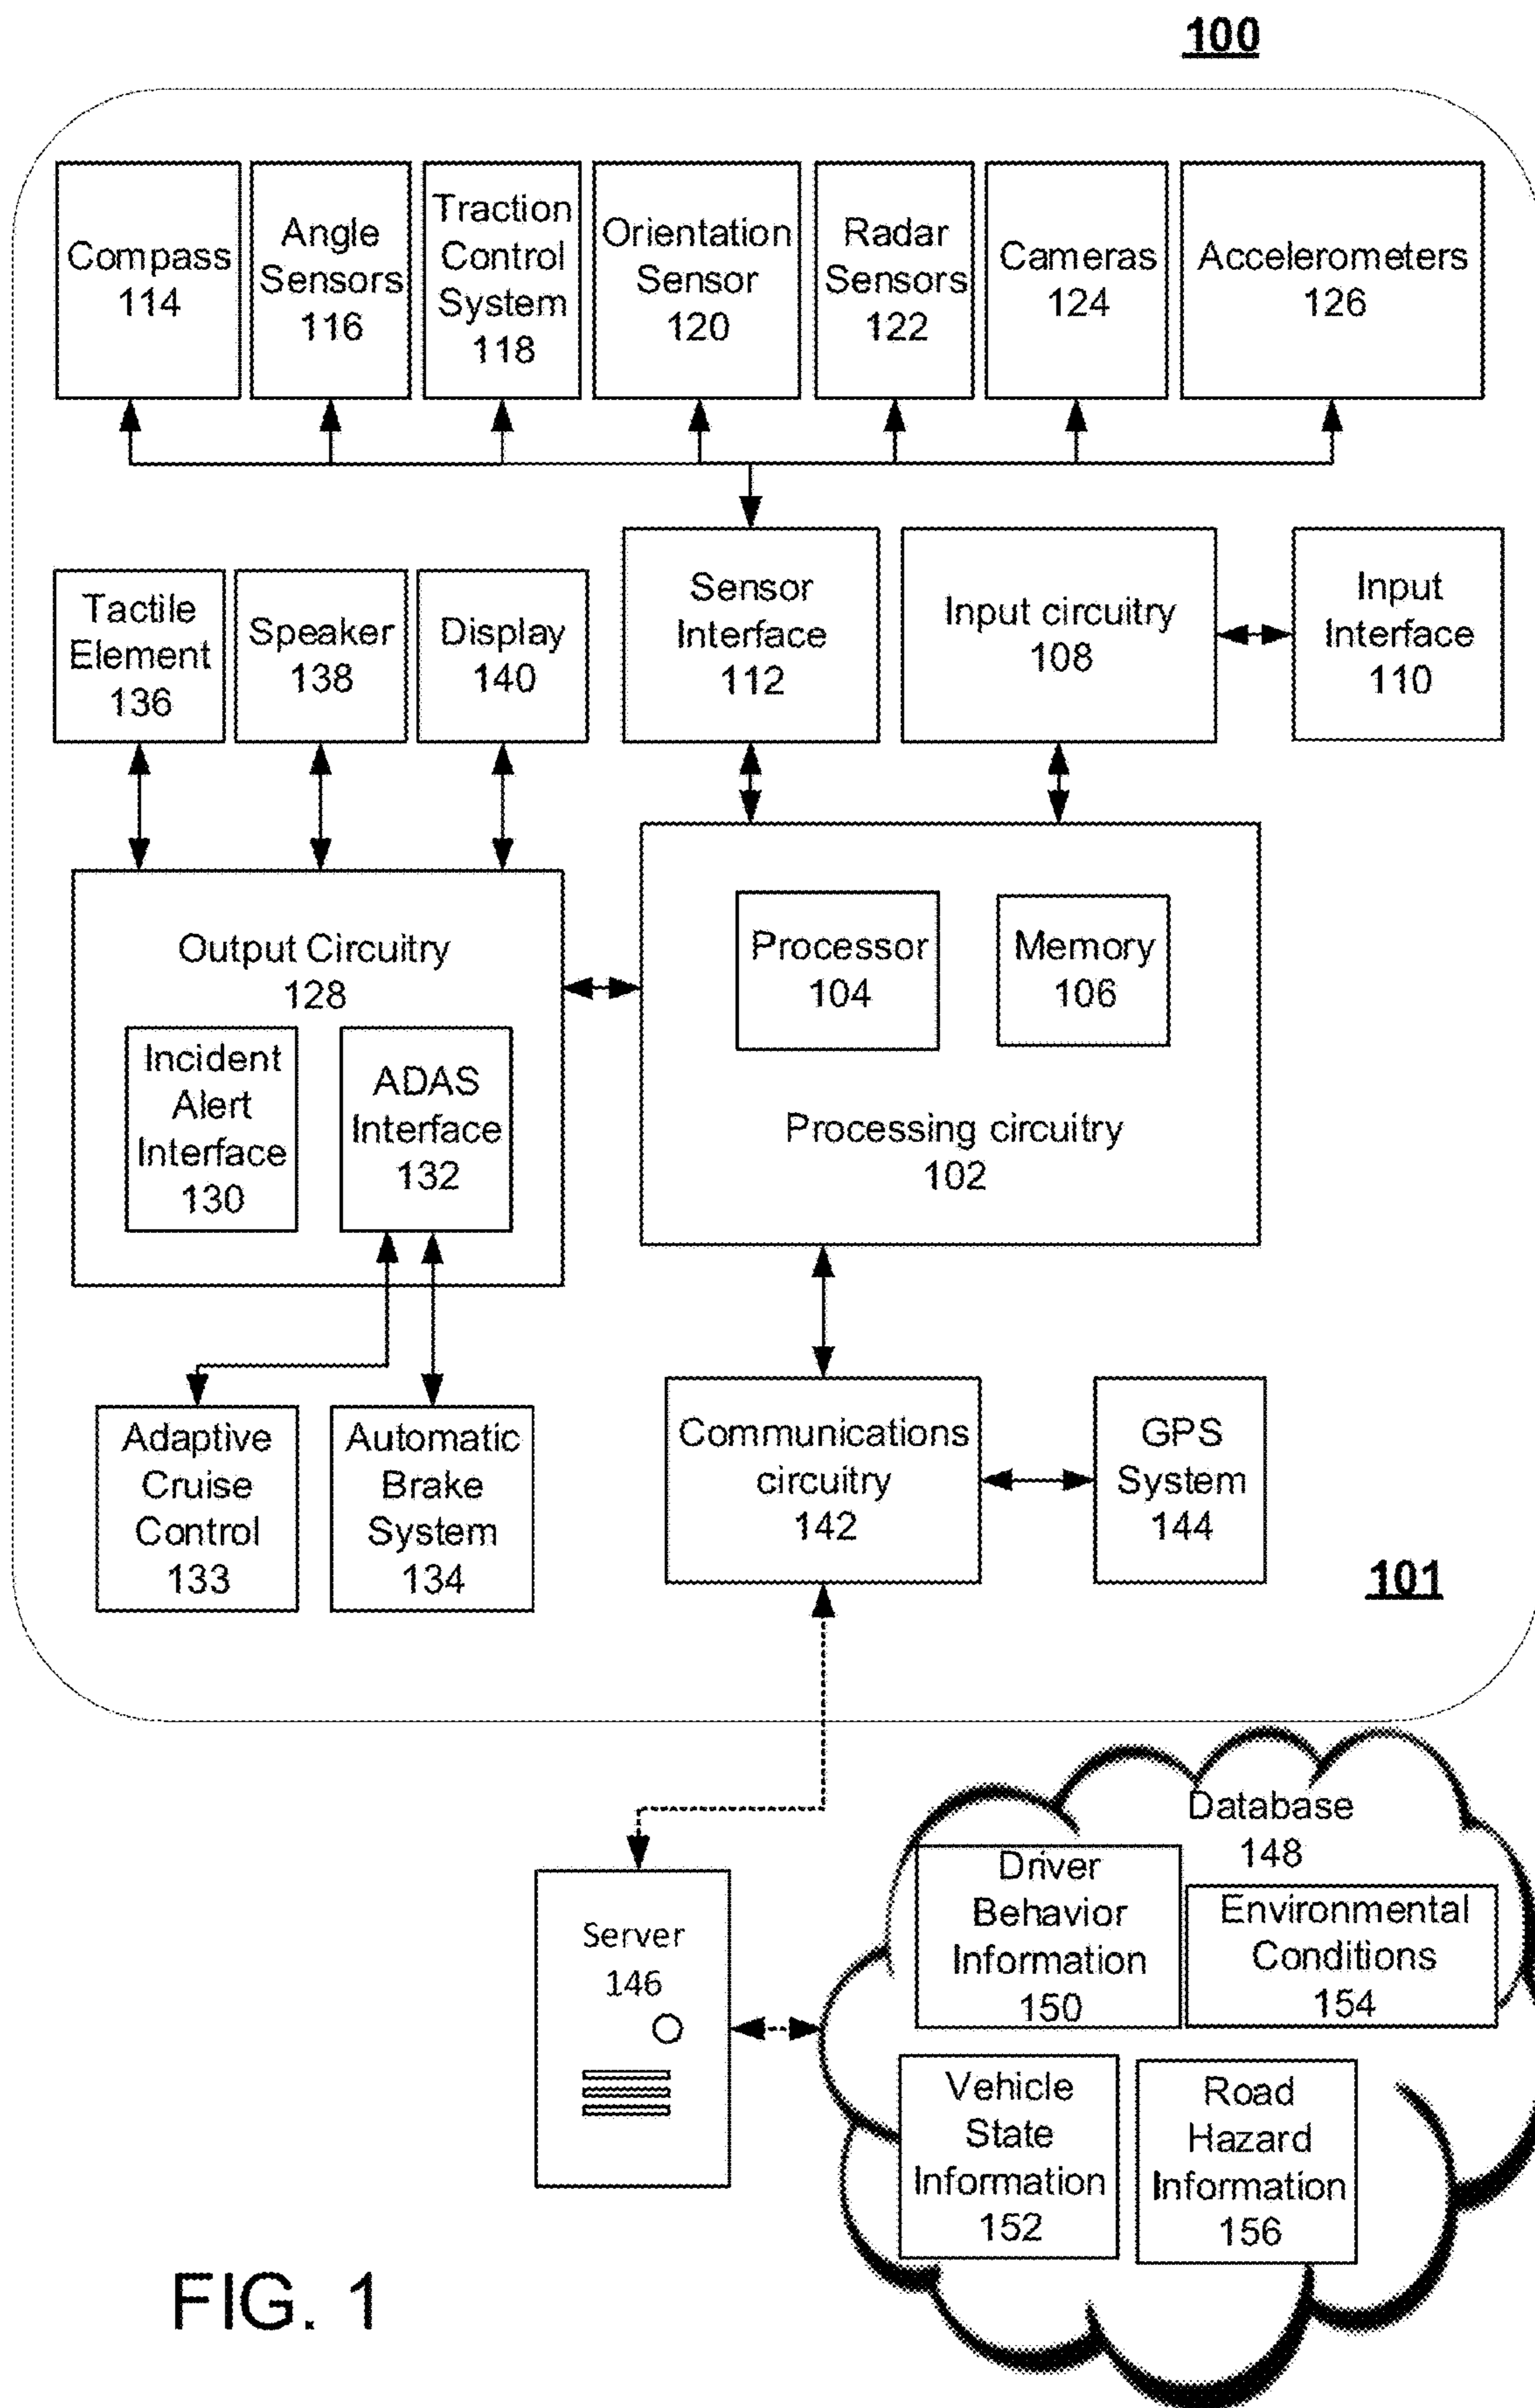 100
Compass
114
Angle
Sensors
116
Traction
Control
System
118
Orientation
Sensor
120
Radar
Sensors
122
Cameras
124
Accelerometers
126
Tactile
Element
136
Speaker
138
Display
140
Sensor
Interface
112
Input circuitry
108
Input
Interface
110
Output Circuitry
128
Incident
Alert
Interface
130
ADAS
Interface
132
Processor
104
Memory
106
Processing circuitry
102
Adaptive
Cruise
Control
133
Automatic
Brake
System
134
Communications
circuitry
142
GPS
System
144
101
Server
146
Database
148
Driver
Behavior
Information
150
Environmental
Conditions
154
Vehicle
State
Information
152
Road
Hazard
Information
156
FIG. 1